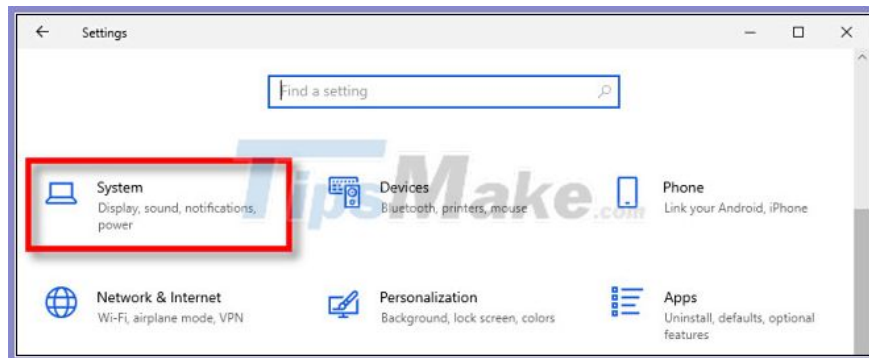 Settings
Find a setting
TipsMake.com
System
Display, sound, notifications,
power
Devices
Bluetooth, printers, mouse
Phone
Link your Android, iPhone
Network & Internet
Wi-Fi, airplane mode, VPN
Personalization
Background, lock screen, colors
Apps
Uninstall, defaults, optional
features